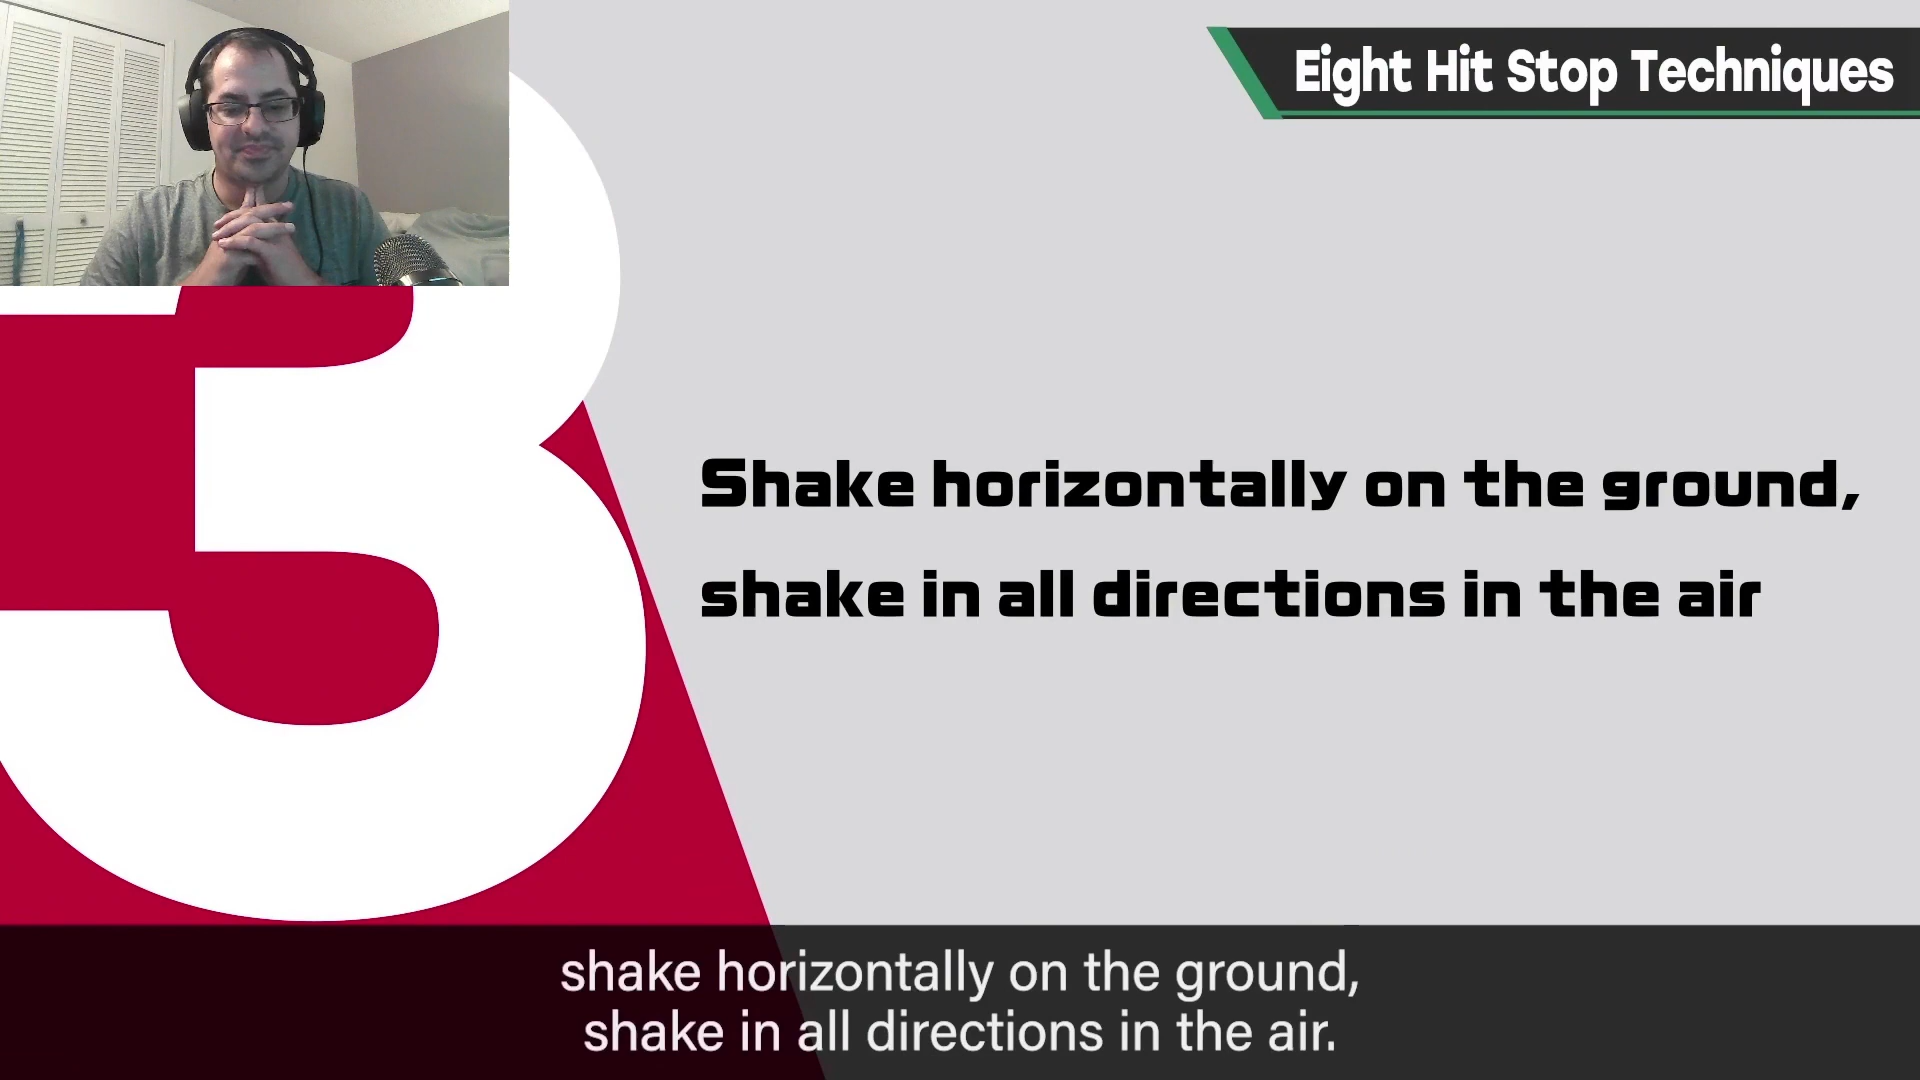 Eight Hit Stop Techniques
3
Shake horizontally on the ground,
shake in all directions in the air
shake horizontally on the ground,
shake in all directions in the air.